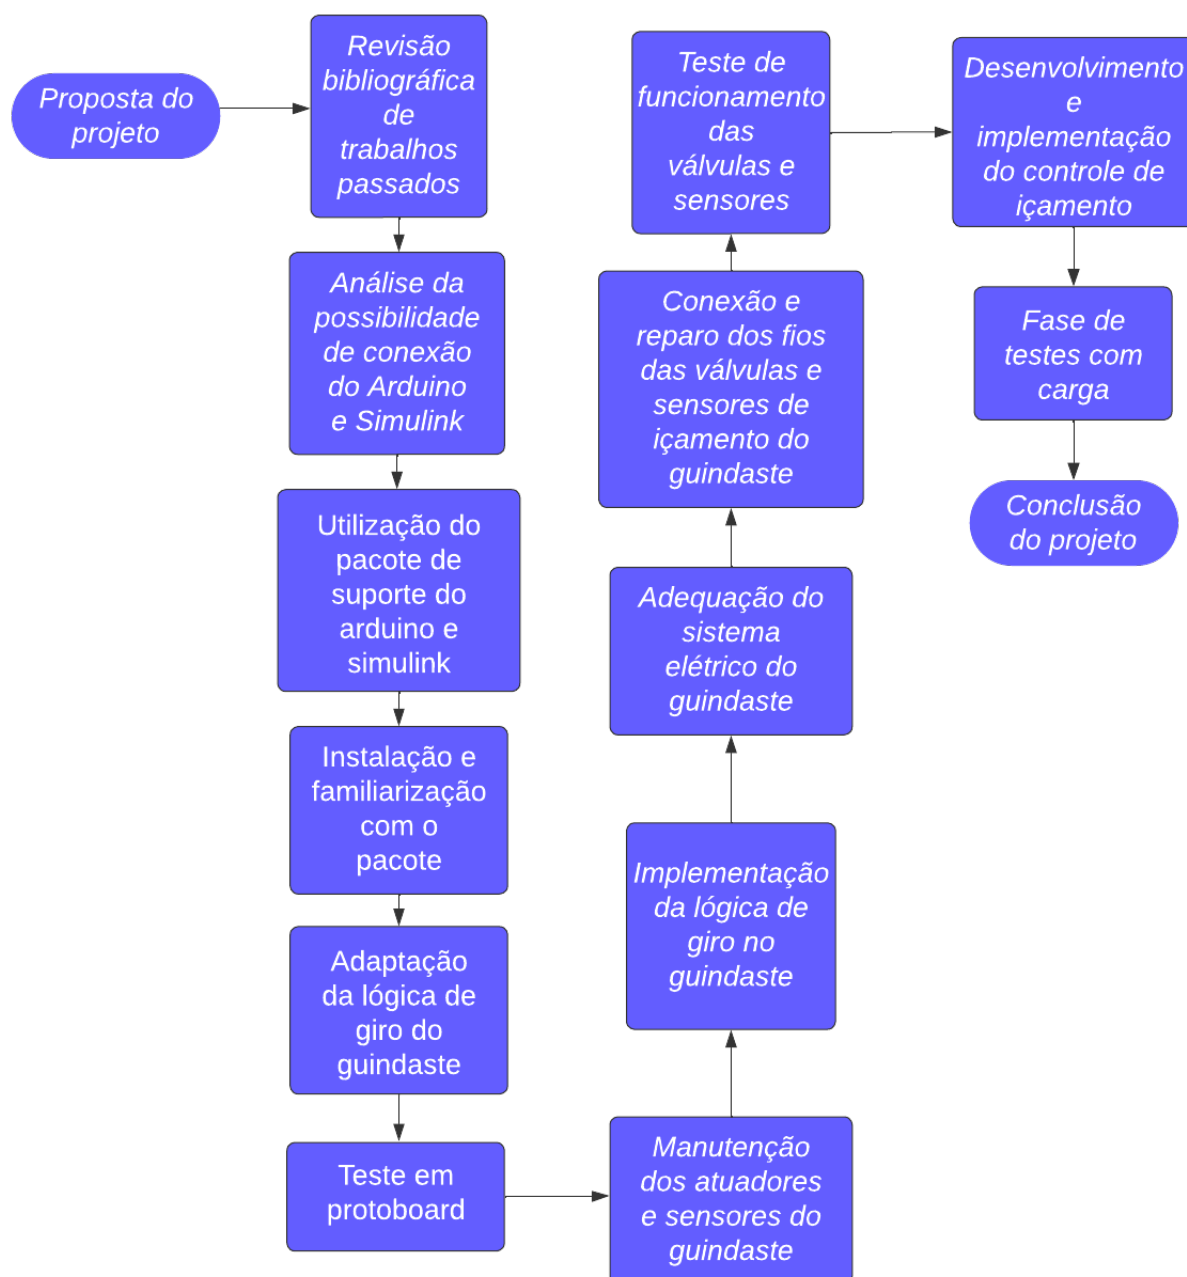 Proposta do
projeto
Revisão
bibliográfica
de
trabalhos
passados
Análise da
possibilidade
de conexão
do Arduino
e Simulink
Utilização do
pacote de
suporte do
arduino e
simulink
Instalação e
familiarização
com o
pacote
Adaptação
da lógica de
giro do
guindaste
Teste em
protoboard
Manutenção
dos atuadores
e sensores do
guindaste
Implementação
da lógica de
giro no
guindaste
Adequação do
sistema
elétrico do
guindaste
Conexão e
reparo dos fios
das válvulas e
sensores de
içamento do
guindaste
Teste de
funcionamento
das
válvulas e
sensores
Desenvolvimento
e
implementação
do controle de
içamento
Fase de
testes com
carga
Conclusão
do projeto